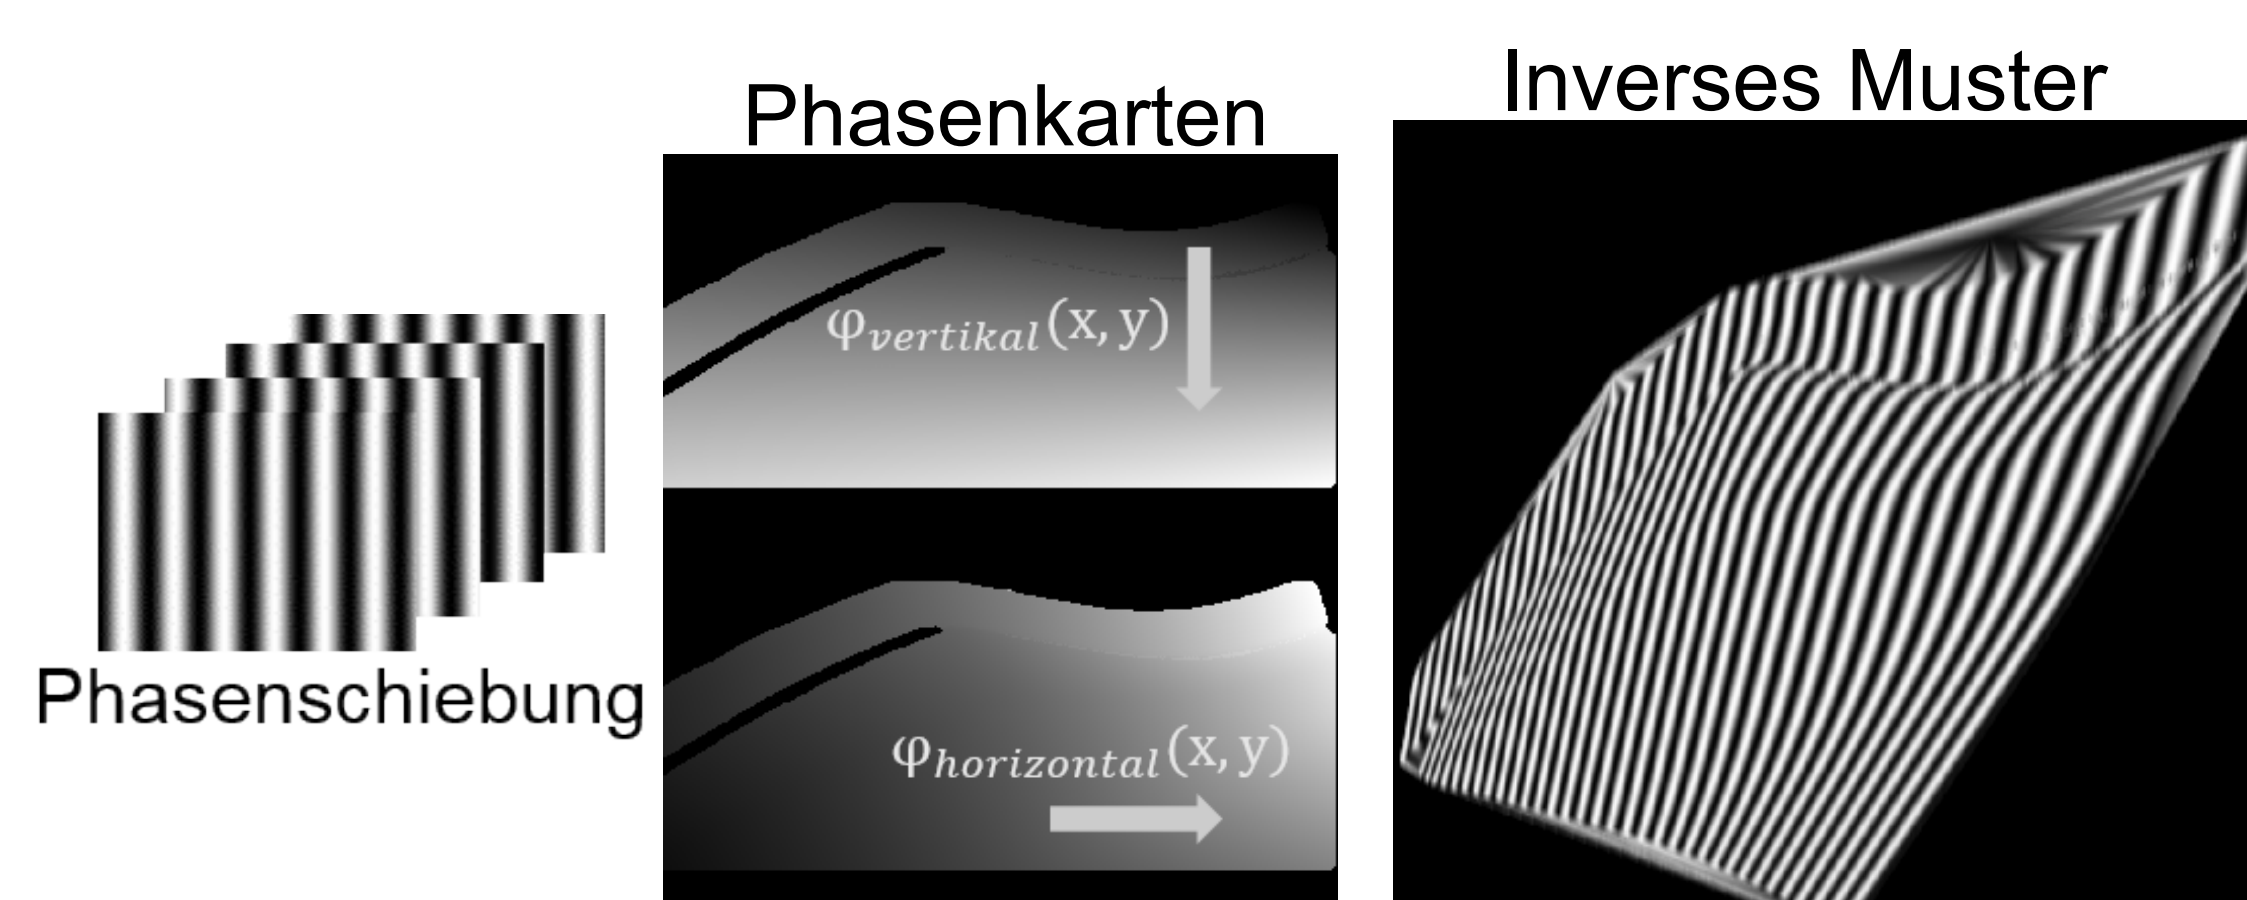 Phasenschiebung
Phasenkarten
φvertikal(x, y)
φhorizontal(x, y)
Inverses Muster